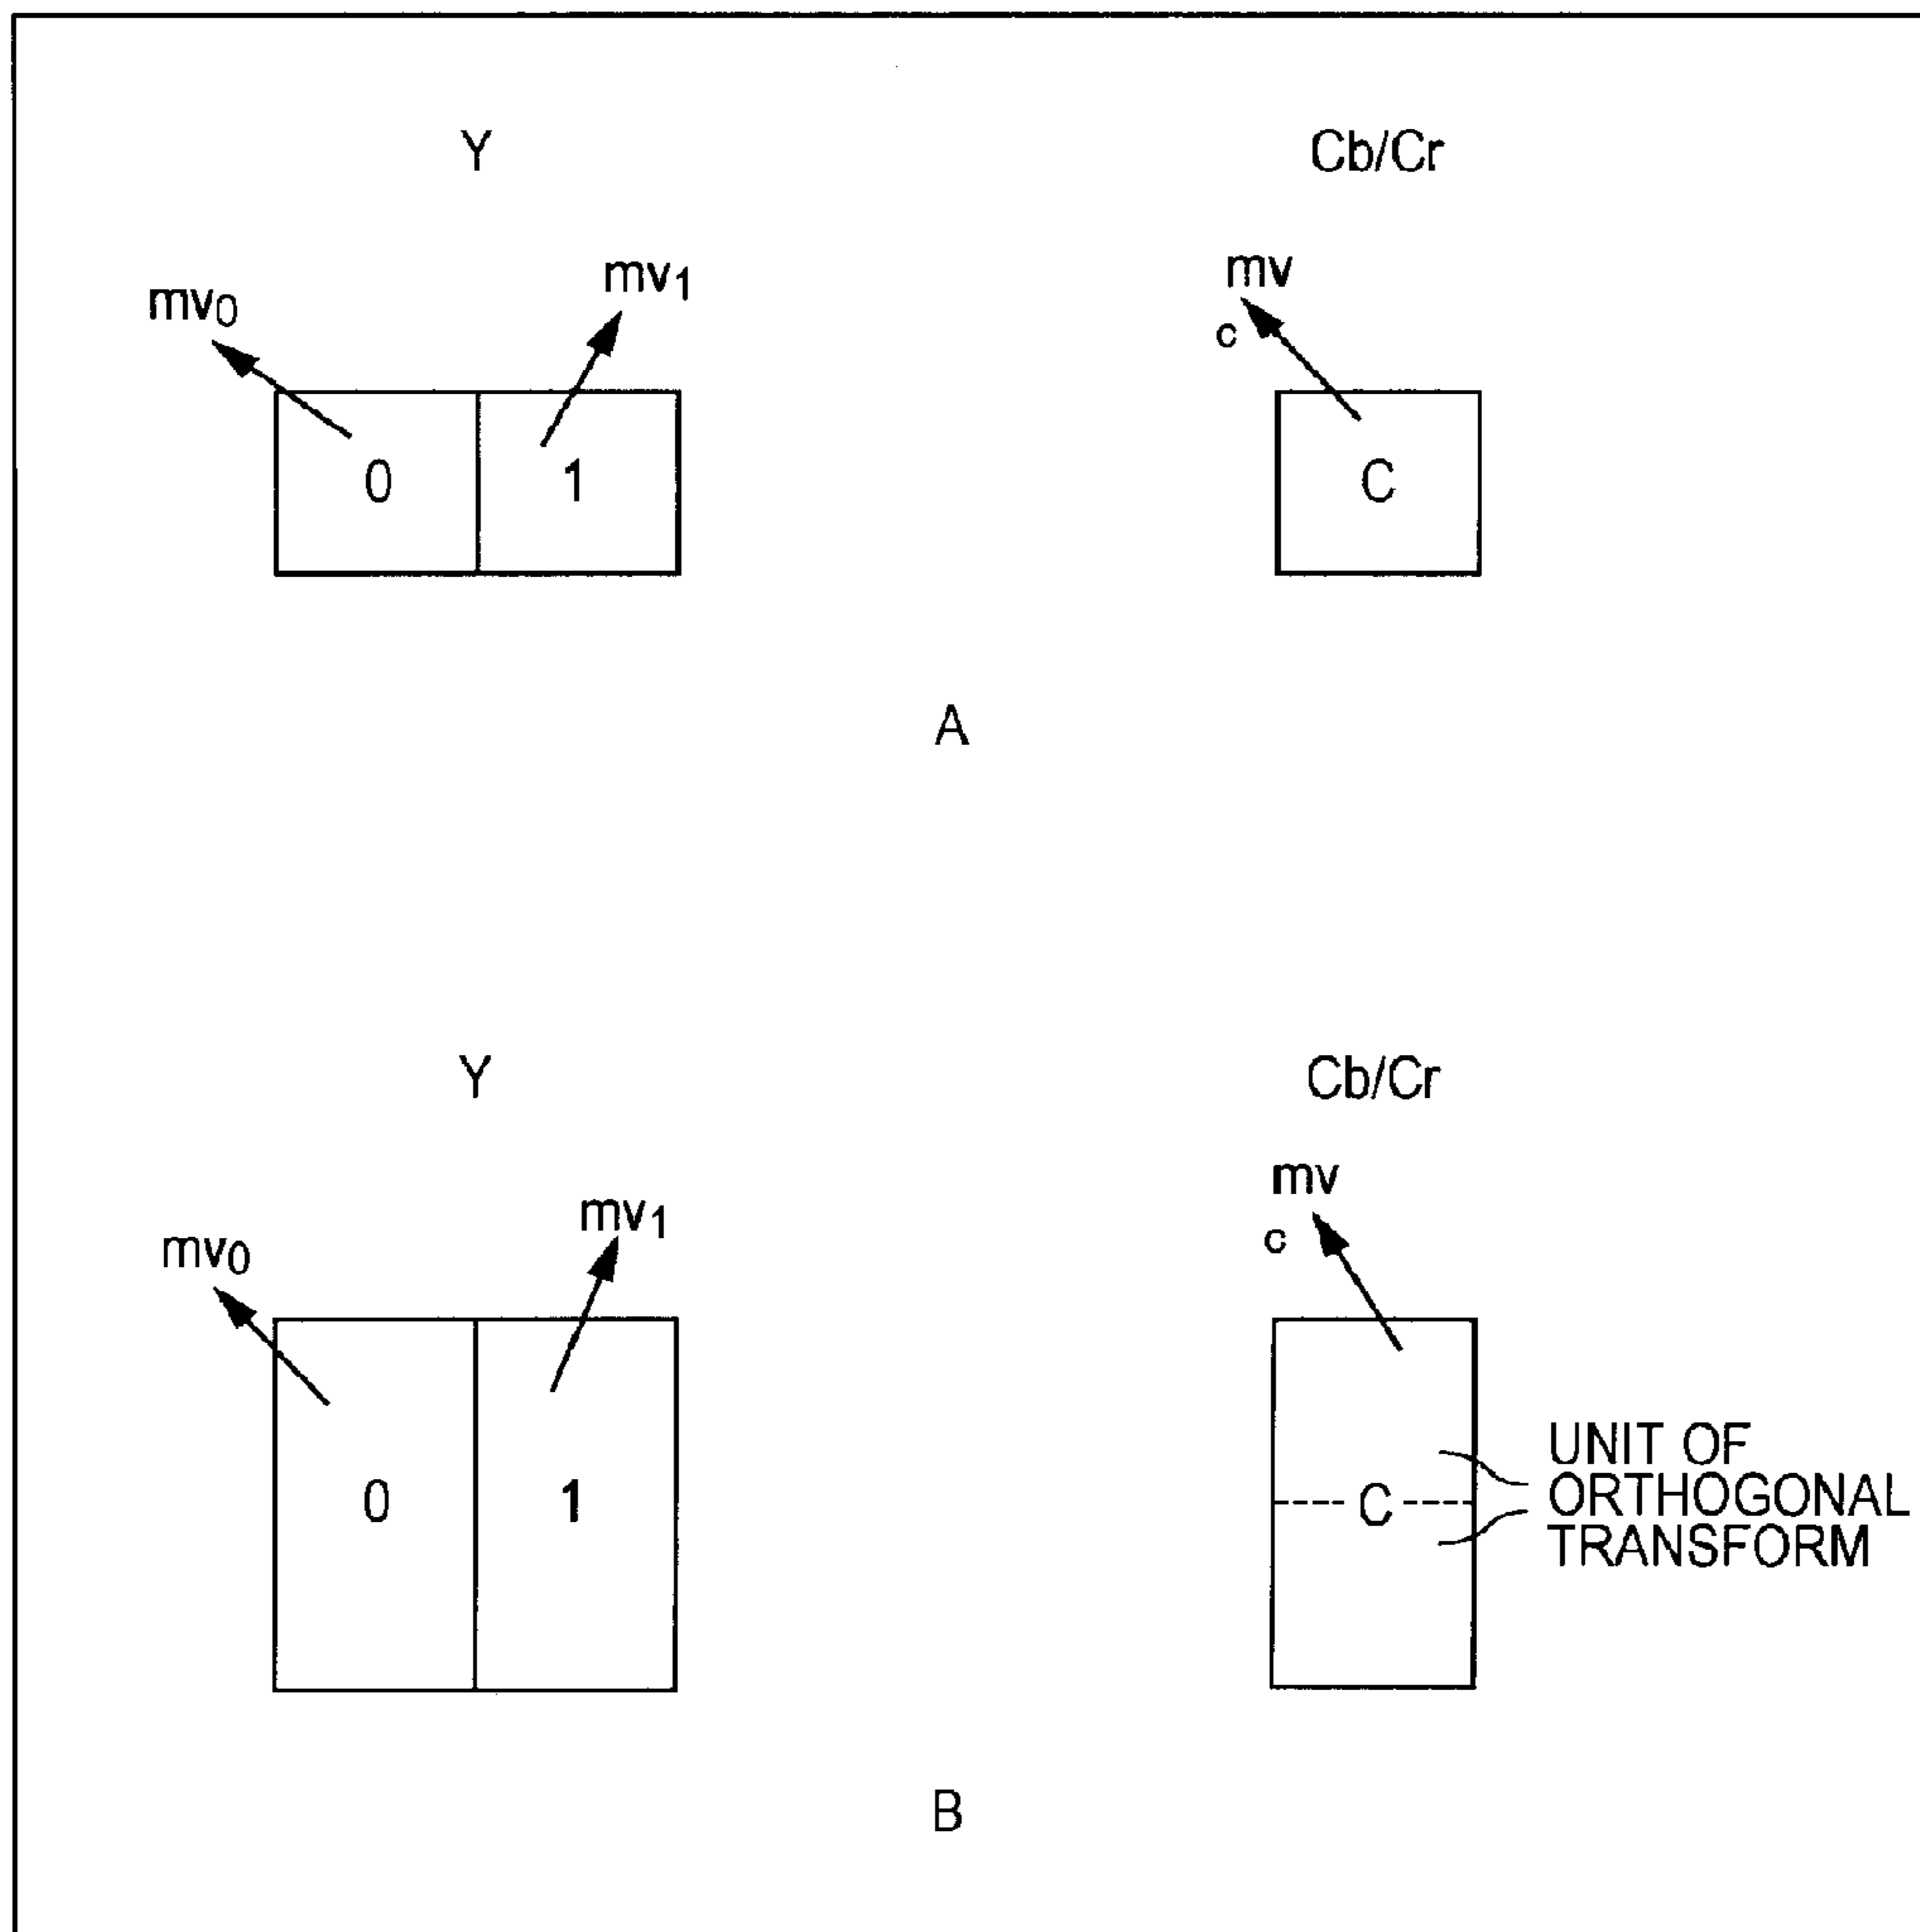 Y Cb/Cr
mv0 mv1 mv c
0 1 C
A
Y Cb/Cr
mv0 mv1 mv c
0 1 C
UNIT OF
ORTHOGONAL
TRANSFORM
B